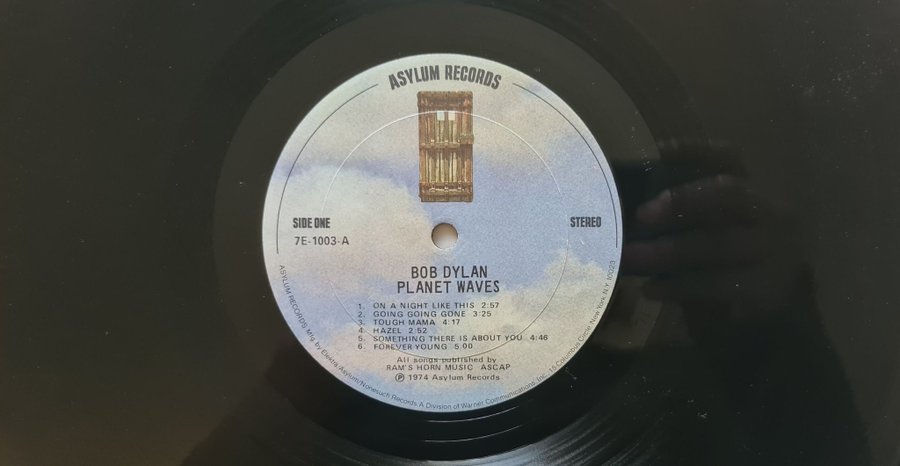 ASYLUM RECORDS
SIDE ONE
STEREO
7E-1003-A
BOB DYLAN
PLANET WAVES
1. ON A NIGHT LIKE THIS 2:57
2. GOING GOING GONE 3:25
3. TOUGH MAMA 4:17
4. HAZEL 2:52
5. SOMETHING THERE IS ABOUT YOU 4:46
6. FOREVER YOUNG 5.00
All songs published by
RAM'S HORN MUSIC ASCAP
Ⓟ 1974 Asylum Records
ASYLUM RECORDS Mfg by Elektra/Asylum/Nonesuch Records A Division of Warner Communications Inc. 15 Columbus Circle New York N.Y. 10023